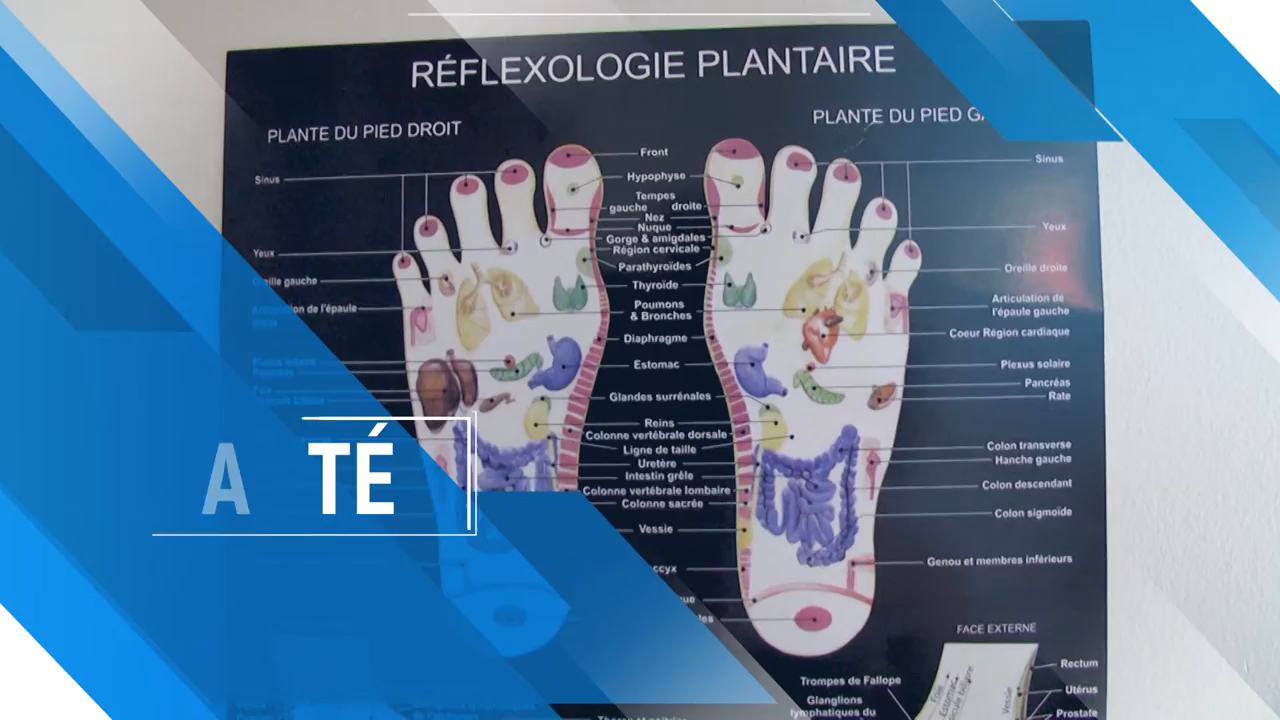 RÉFLEXOLOGIE PLANTAIRE
PLANTE DU PIED DROIT
PLANTE DU PIED
Sinus
Yeux
gauche
de l'épaule
Front
Hypophyse
Tempes
gauche droite
Nez
Nuque
Gorge & amigdales
Région cervicale
Parathyroïdes
Thyroïde
Poumons
& Bronches
Diaphragme
Estomac
Glandes surrénales
Reins
Colonne vertébrale dorsale
Ligne de taille
Uretère
Intestin grêle
Colonne vertébrale lombaire
Colonne sacrée
Vessie
Sinus
Yeux
Oreille droite
Articulation de
l'épaule gauche
Coeur Région cardiaque
Plexus solaire
Pancréas
Rate
Colon transverse
Hanche gauche
Colon descendant
Colon sigmoïde
Genou et membres inférieurs
A TÉ
FACE EXTERNE
Trompes de Fallope
Ganglions
lymphatiques du
Rectum
Utérus
Prostate
Vessie